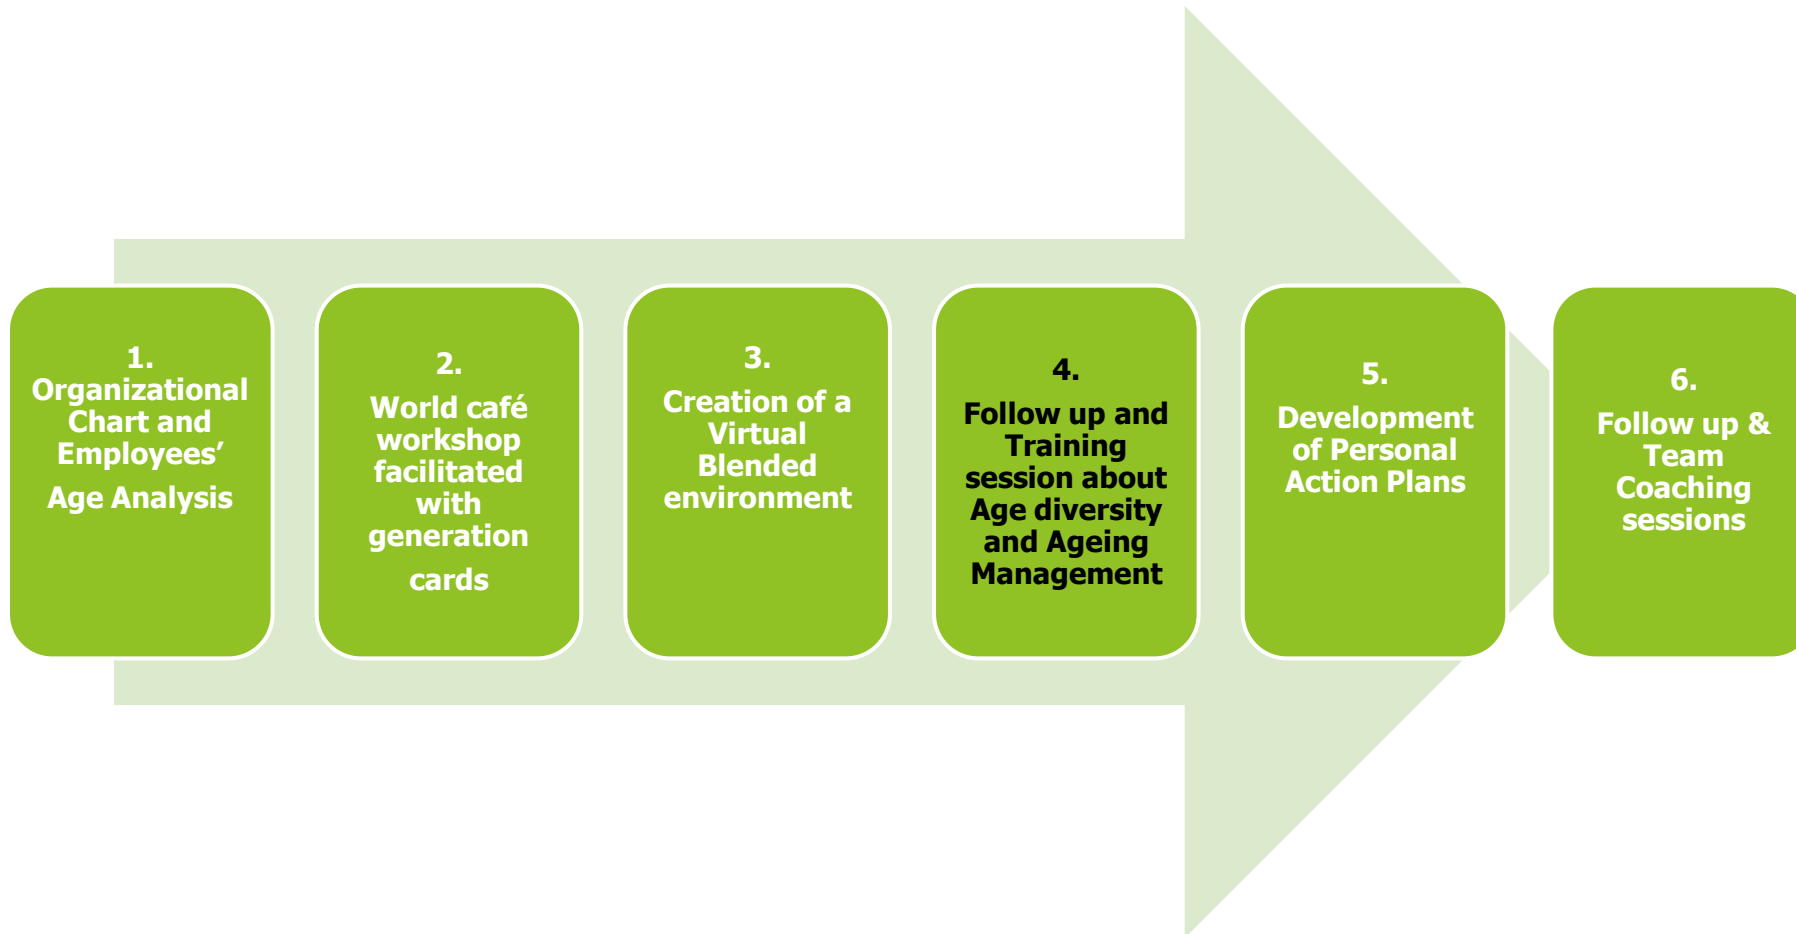 1.
Organizational
Chart and
Employees’
Age Analysis
2.
World café
workshop
facilitated
with
generation
cards
3.
Creation of a
Virtual
Blended
environment
4.
Follow up and
Training
session about
Age diversity
and Ageing
Management
5.
Development
of Personal
Action Plans
6.
Follow up &
Team
Coaching
sessions